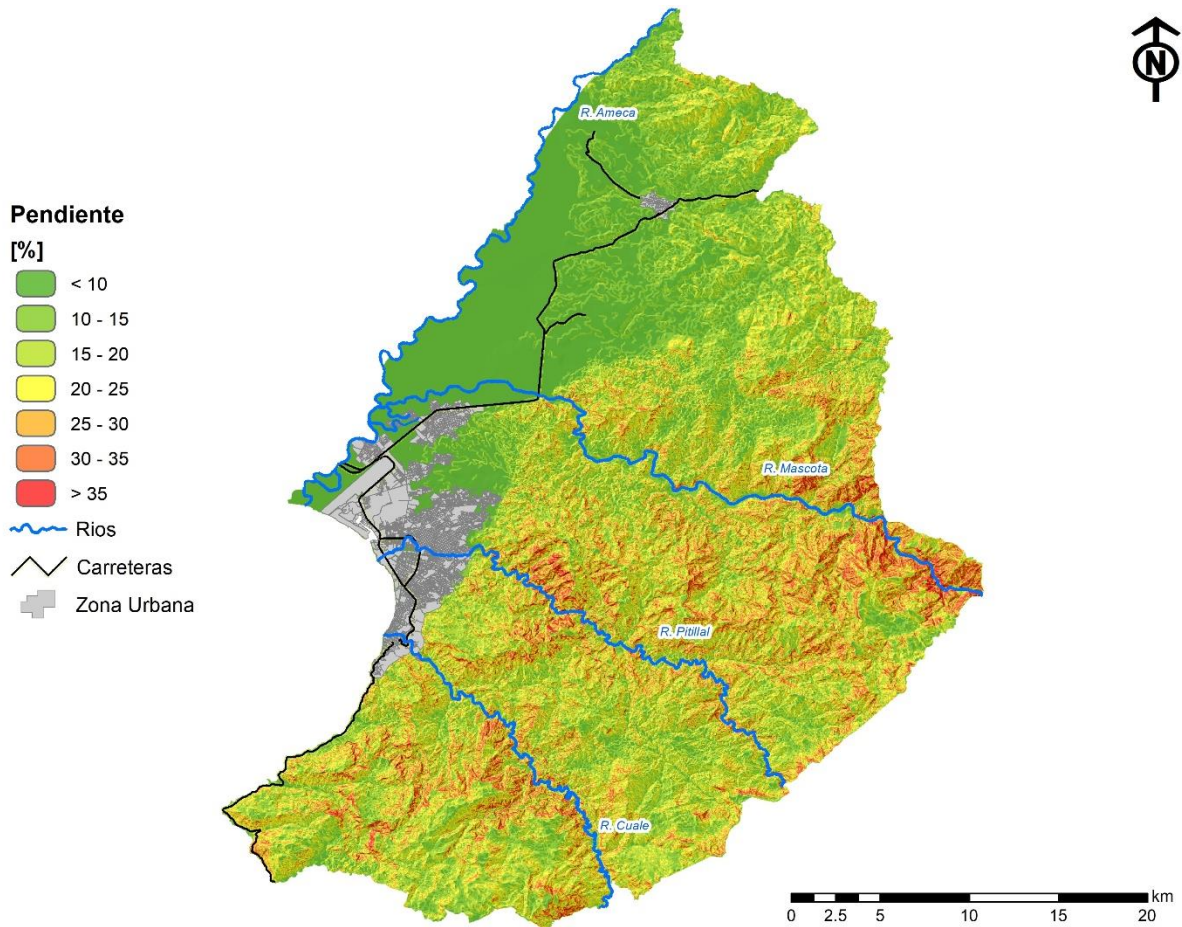 N
R. Ameca
Pendiente
[%]
< 10
10 - 15
15 - 20
20 - 25
25 - 30
30 - 35
> 35
Rios
Carreteras
Zona Urbana
R. Mascota
R. Pitillal
R. Cuale
km
0 2.5 5 10 15 20